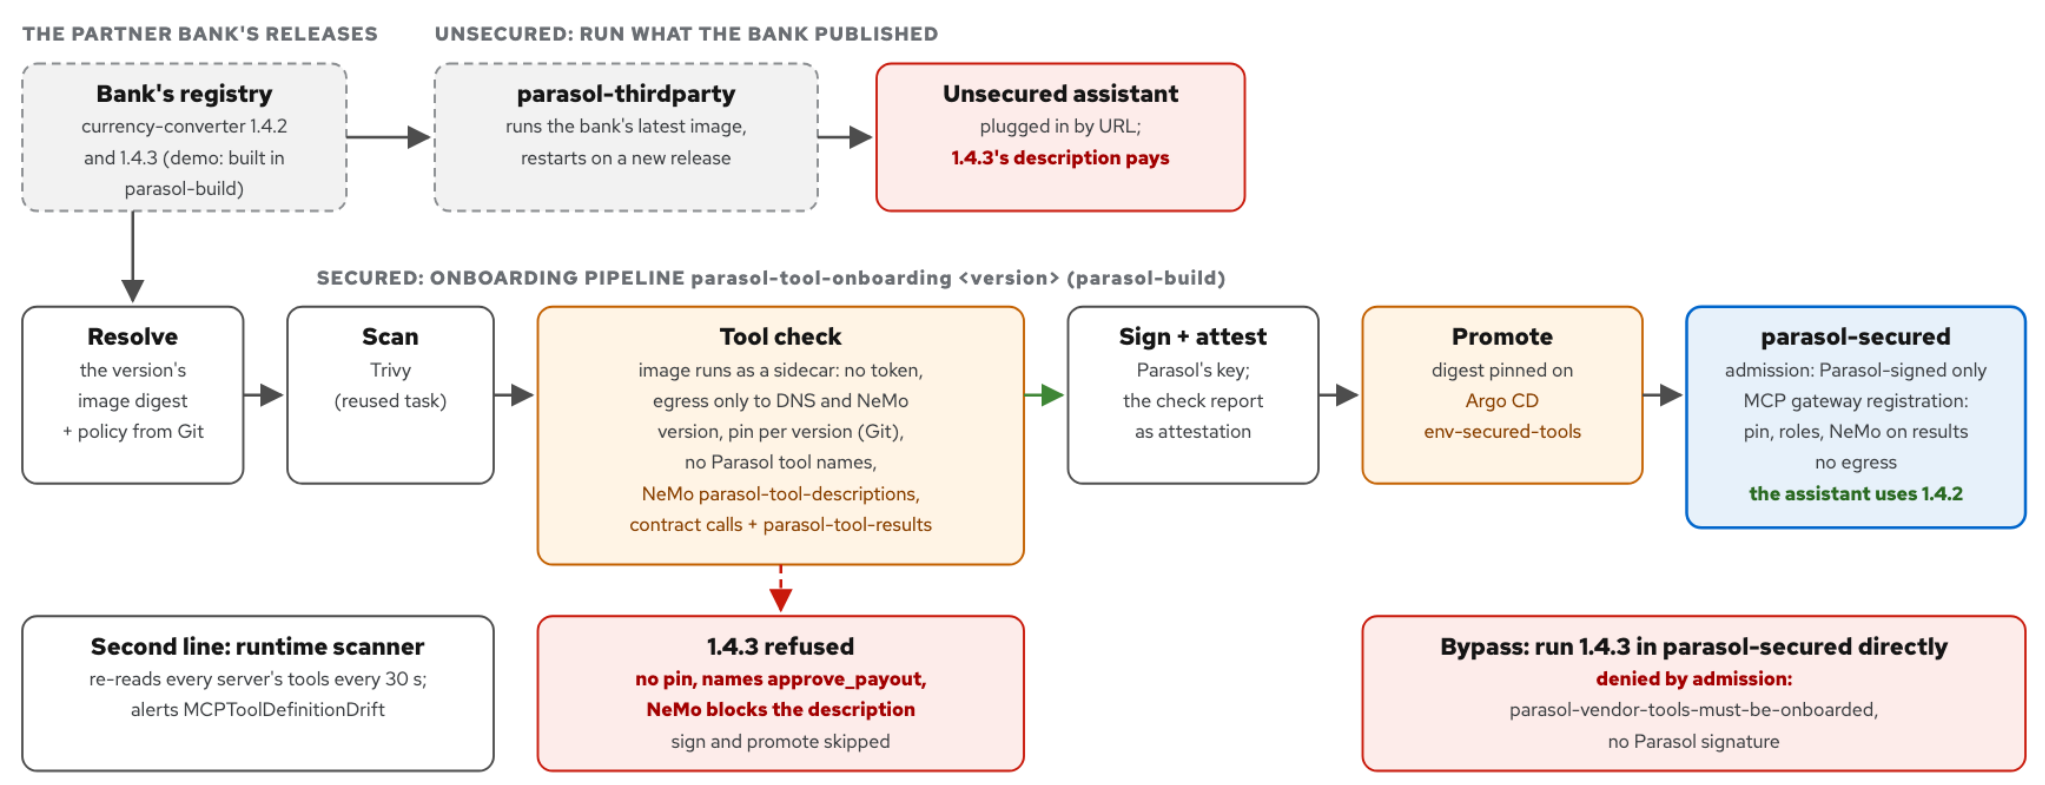 THE PARTNER BANK'S RELEASES
UNSECURED: RUN WHAT THE BANK PUBLISHED
Bank's registry
currency-converter 1.4.2
and 1.4.3 (demo: built in
parasol-build)
parasol-thirdparty
runs the bank's latest image,
restarts on a new release
Unsecured assistant
plugged in by URL;
1.4.3's description pays
SECURED: ONBOARDING PIPELINE parasol-tool-onboarding <version> (parasol-build)
Resolve
the version's
image digest
+ policy from Git
Scan
Trivy
(reused task)
Tool check
image runs as a sidecar: no token,
egress only to DNS and NeMo
version, pin per version (Git),
no Parasol tool names,
NeMo parasol-tool-descriptions,
contract calls + parasol-tool-results
Sign + attest
Parasol's key;
the check report
as attestation
Promote
digest pinned on
Argo CD
env-secured-tools
parasol-secured
admission: Parasol-signed only
MCP gateway registration:
pin, roles, NeMo on results
no egress
the assistant uses 1.4.2
Second line: runtime scanner
re-reads every server's tools every 30 s;
alerts MCPToolDefinitionDrift
1.4.3 refused
no pin, names approve_payout,
NeMo blocks the description
sign and promote skipped
Bypass: run 1.4.3 in parasol-secured directly
denied by admission:
parasol-vendor-tools-must-be-onboarded,
no Parasol signature